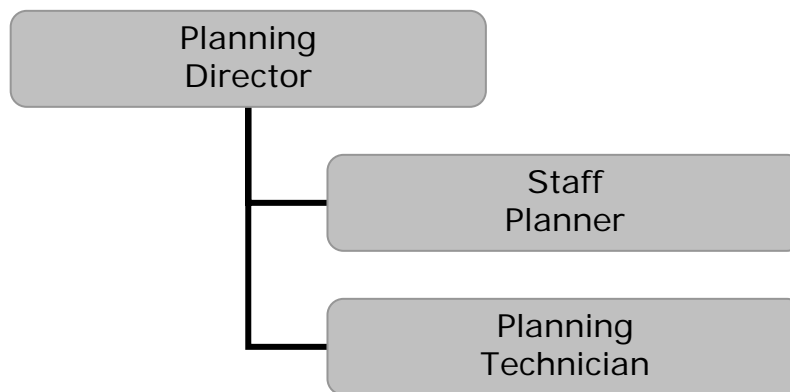 Planning
Director
Staff
Planner
Planning
Technician